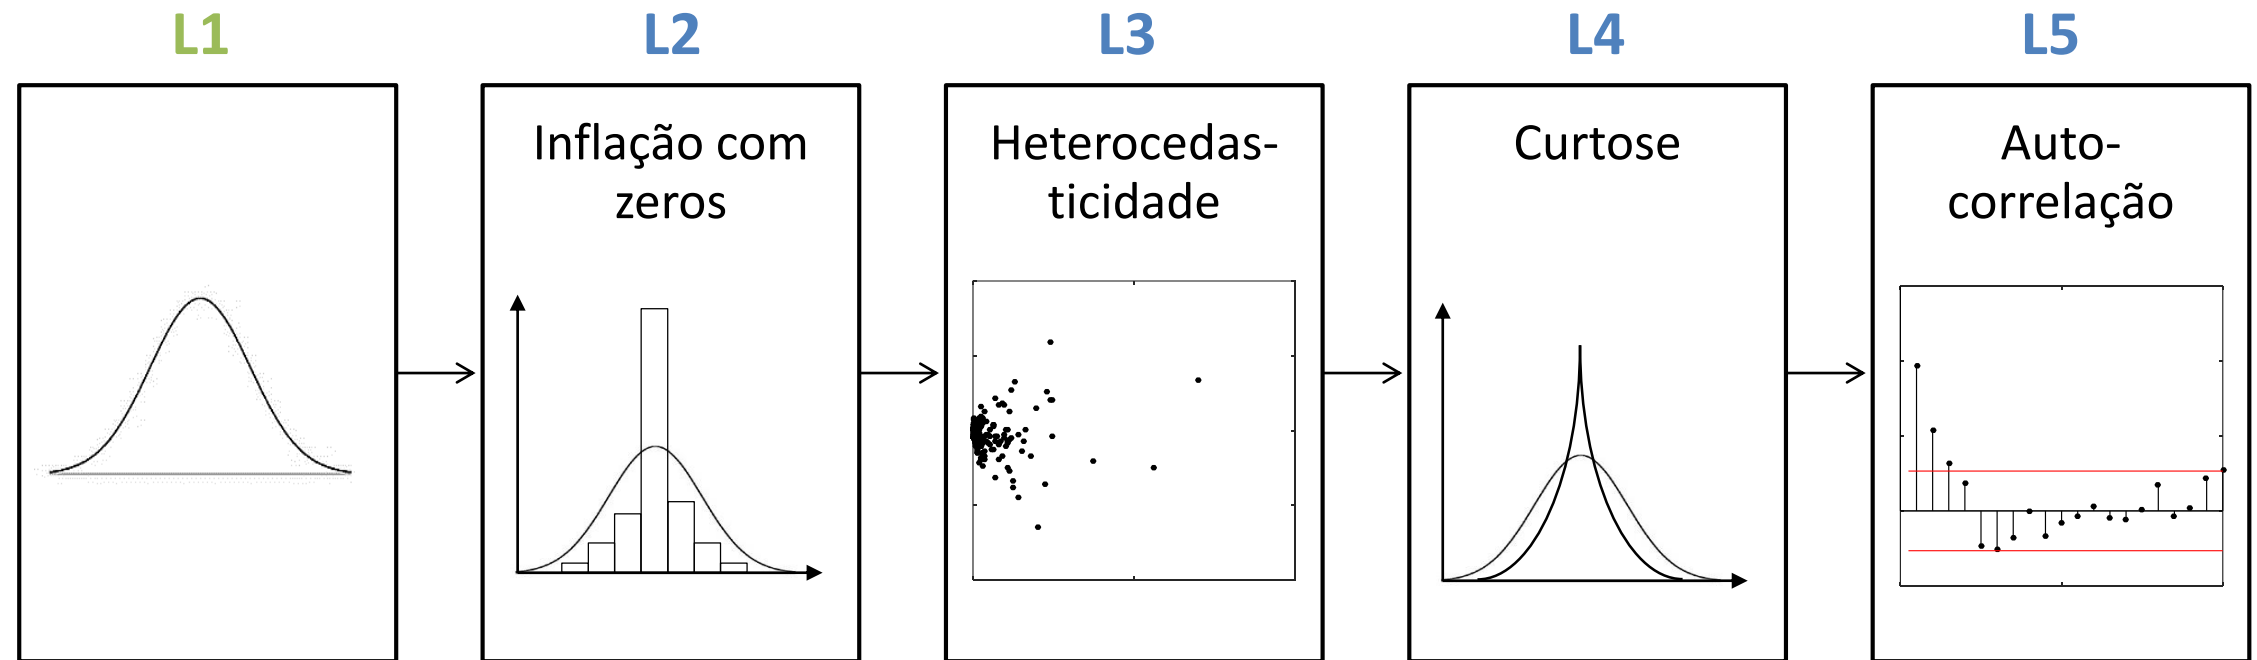 L1
L2
L3
L4
L5
Inflação com
zeros
Heterocedas-
ticidade
Curtose
Auto-
correlação